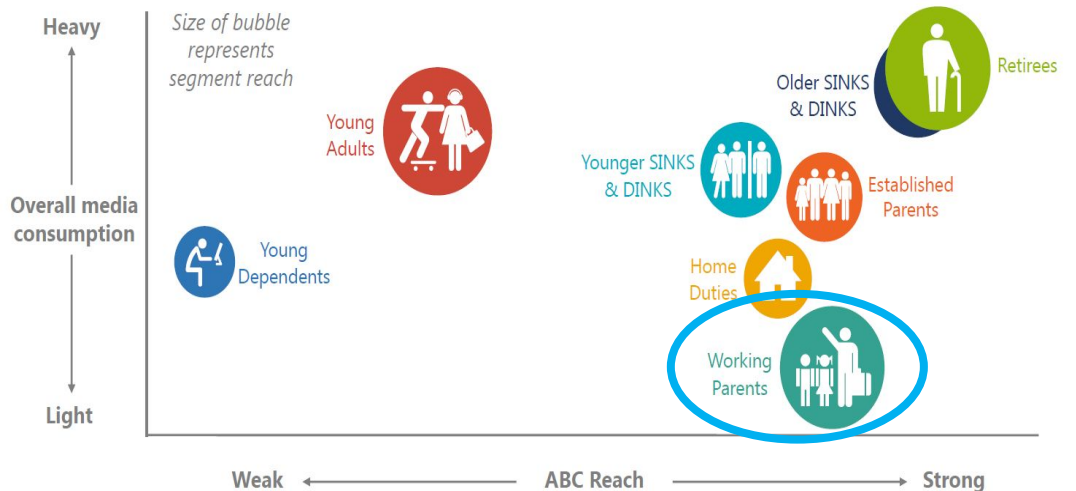 Heavy
Size of bubble
represents
segment reach
Retirees
Older SINKS
& DINKS
Young
Adults
Younger SINKS
& DINKS
Established
Parents
Overall media
consumption
Young
Dependents
Home
Duties
Working
Parents
Light
Weak
ABC Reach
Strong